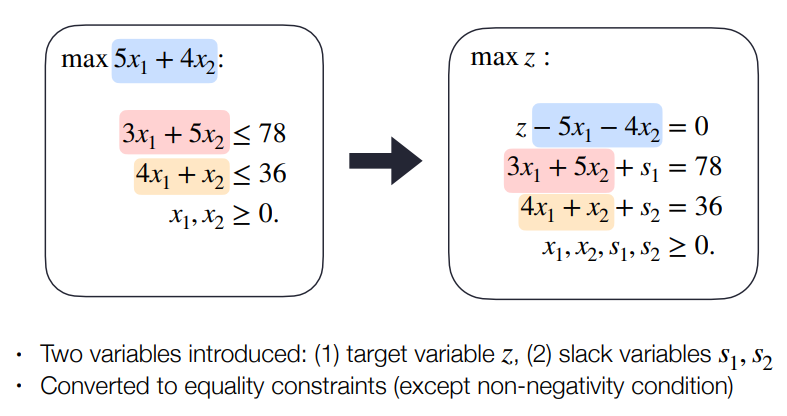 max 5x₁ + 4x₂:
3x₁ + 5x₂ ≤ 78
4x₁ + x₂ ≤ 36
x₁, x₂ ≥ 0.
max z :
z − 5x₁ − 4x₂ = 0
3x₁ + 5x₂ + s₁ = 78
4x₁ + x₂ + s₂ = 36
x₁, x₂, s₁, s₂ ≥ 0.
• Two variables introduced: (1) target variable z, (2) slack variables s₁, s₂
• Converted to equality constraints (except non-negativity condition)